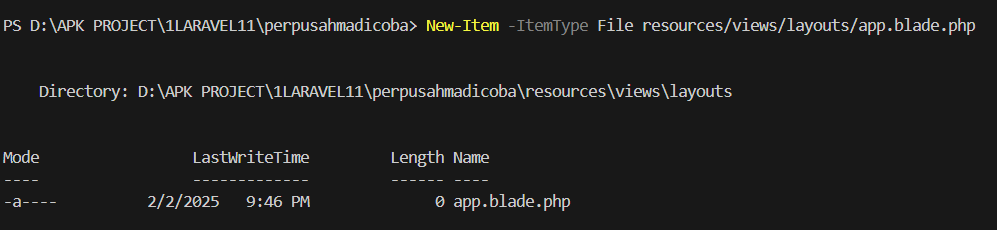 PS D:\APK PROJECT\1LARAVEL11\perpusahmadicoba> New-Item -ItemType File resources/views/layouts/app.blade.php
Directory: D:\APK PROJECT\1LARAVEL11\perpusahmadicoba\resources\views\layouts
Mode LastWriteTime Length Name
---- ------------- ------ ----
-a---- 2/2/2025 9:46 PM 0 app.blade.php